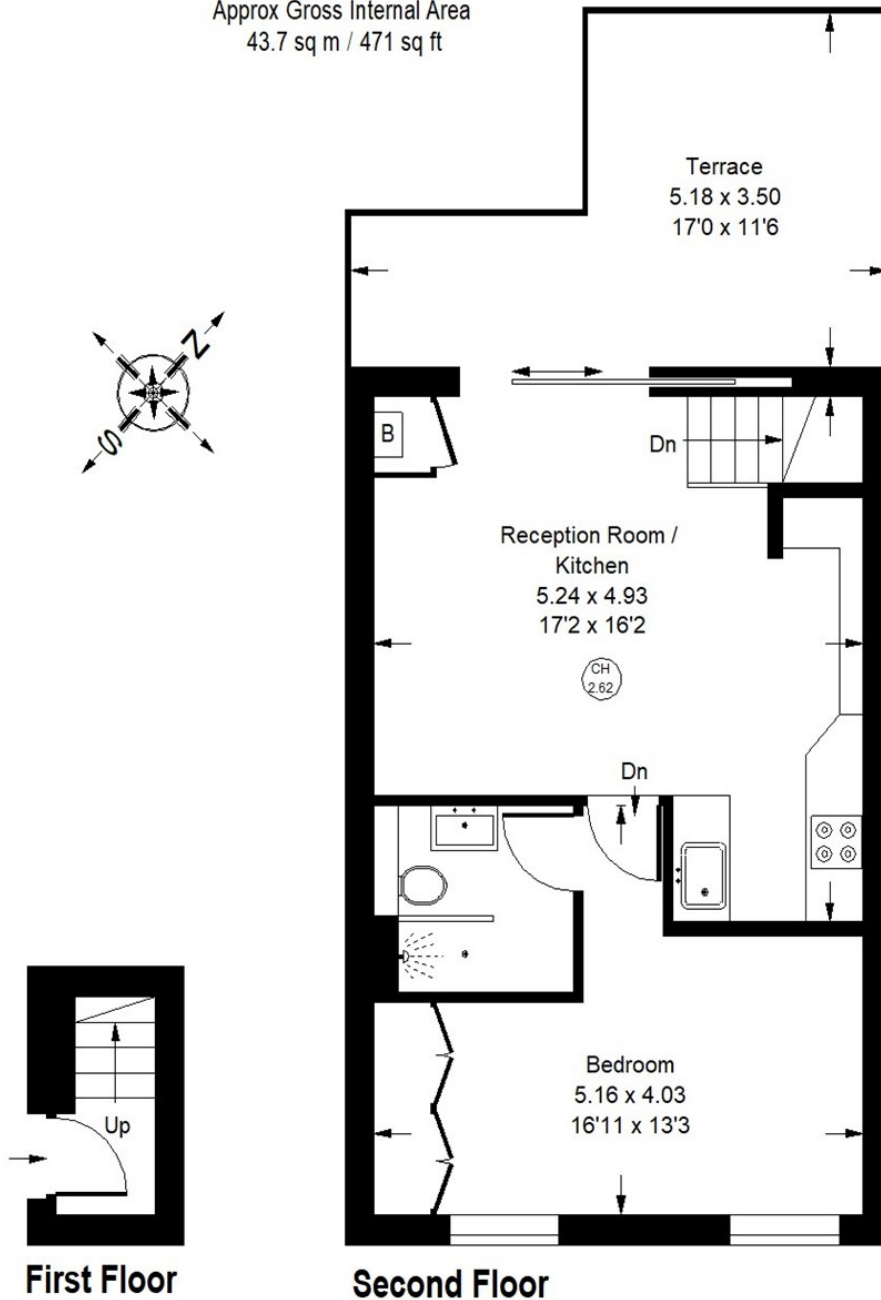 Approx Gross Internal Area
43.7 sq m / 471 sq ft
Terrace
5.18 x 3.50
17'0 x 11'6
N
S
B
Dn
Reception Room /
Kitchen
5.24 x 4.93
17'2 x 16'2
CH
2.62
Dn
Bedroom
5.16 x 4.03
16'11 x 13'3
Up
First Floor
Second Floor